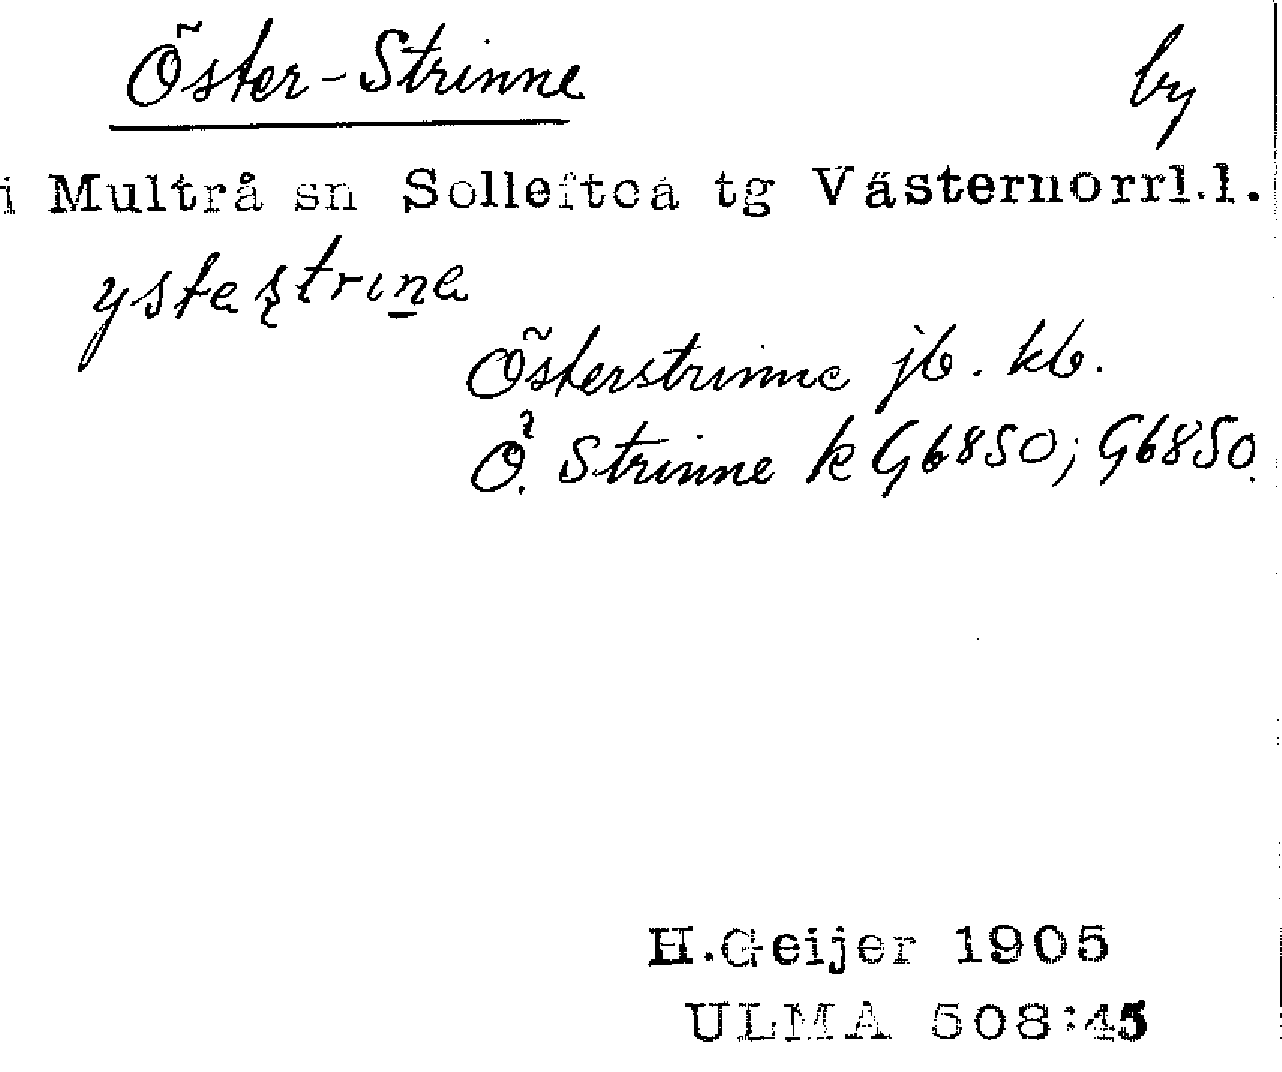 Öster-Strinne by
i Multrå sn Sollefteå tg Västernorrl.l.
Österstrinne jb. kb.
Ö. Strinne k G6850; G6850.
H.Geijer 1905
ULMA 508:45